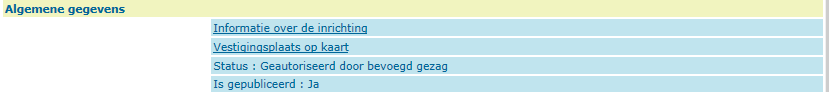 Algemene gegevens
Informatie over de inrichting
Vestigingsplaats op kaart
Status : Geautoriseerd door bevoegd gezag
Is gepubliceerd : Ja